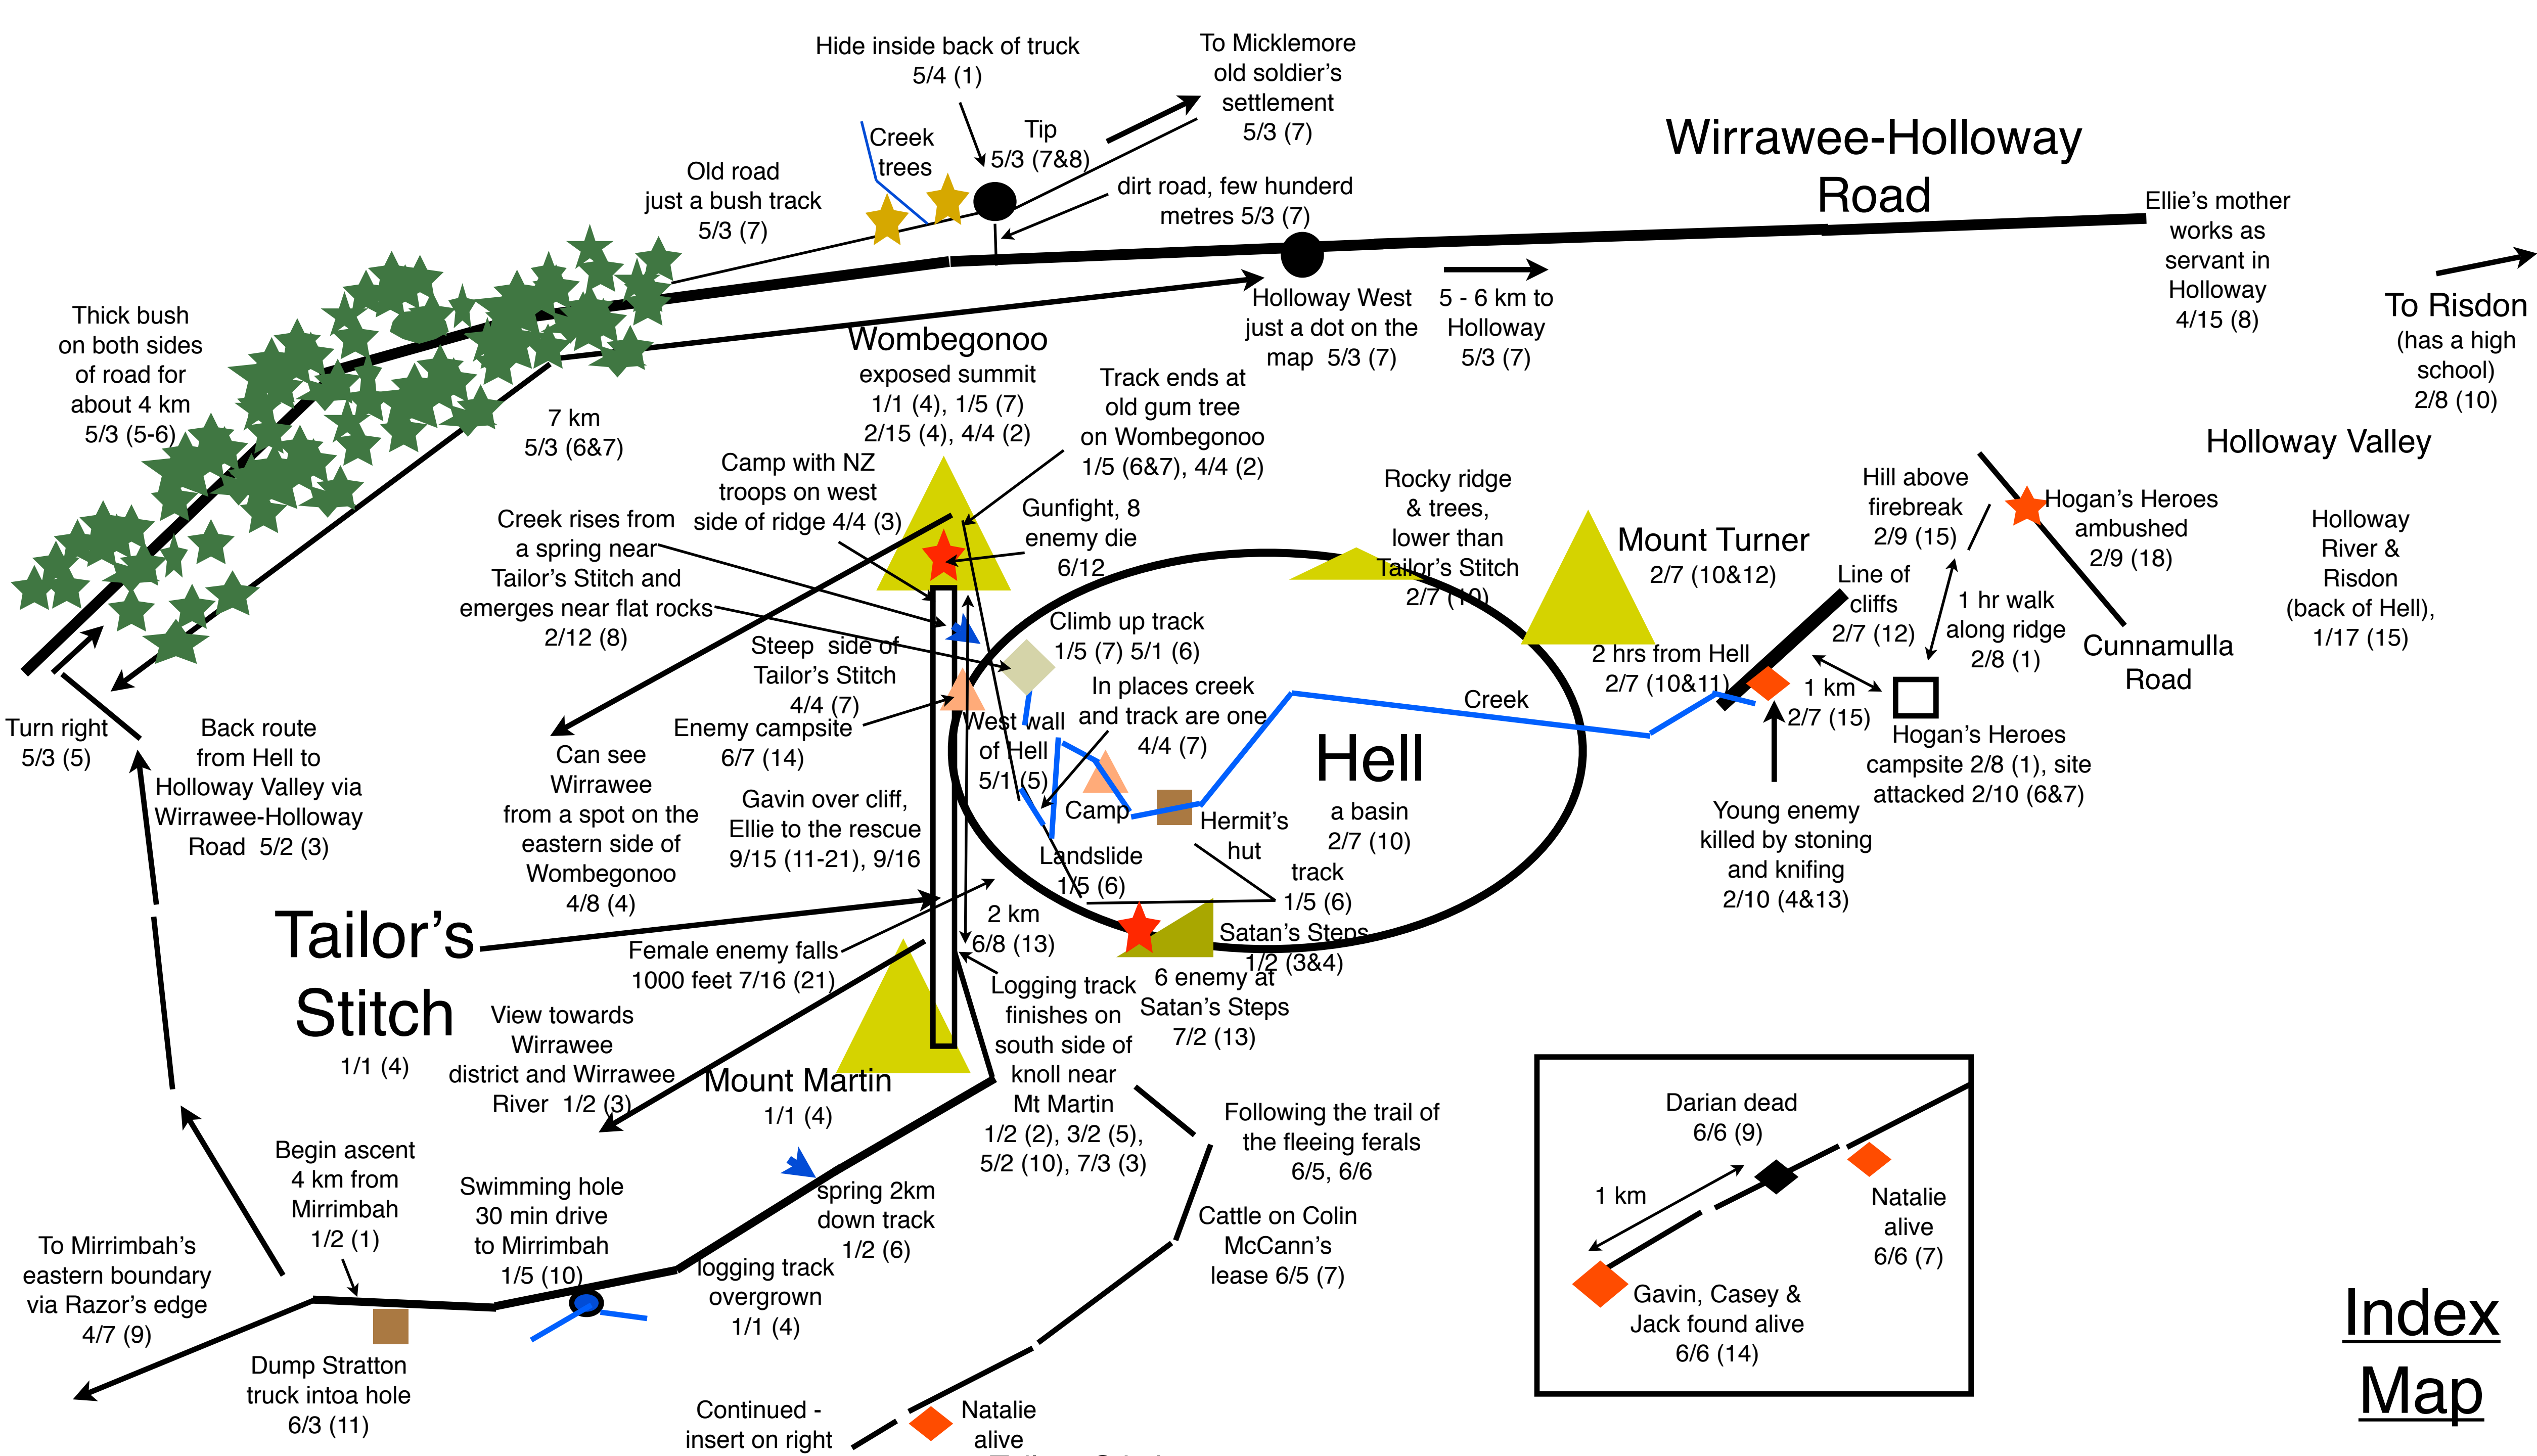 Hide inside back of truck
5/4 (1)
To Micklemore
old soldier's
settlement
5/3 (7)
Creek
trees
Tip
5/3 (7&8)
Old road
just a bush track
5/3 (7)
dirt road, few hunderd
metres 5/3 (7)
Wirrawee-Holloway
Road
Ellie's mother
works as
servant in
Holloway
4/15 (8)
To Risdon
(has a high
school)
2/8 (10)
Thick bush
on both sides
of road for
about 4 km
5/3 (5-6)
7 km
5/3 (6&7)
Holloway West
just a dot on the
map 5/3 (7)
5 - 6 km to
Holloway
5/3 (7)
Wombegonoo
exposed summit
1/1 (4), 1/5 (7)
2/15 (4), 4/4 (2)
Track ends at
old gum tree
on Wombegonoo
1/5 (6&7), 4/4 (2)
Camp with NZ
troops on west
side of ridge 4/4 (3)
Gunfight, 8
enemy die
6/12
Creek rises from
a spring near
Tailor's Stitch and
emerges near flat rocks
2/12 (8)
Rocky ridge
& trees,
lower than
Tailor's Stitch
2/7 (10)
Mount Turner
2/7 (10&12)
Hill above
firebreak
2/9 (15)
Hogan's Heroes
ambushed
2/9 (18)
Holloway Valley
Holloway
River &
Risdon
(back of Hell),
1/17 (15)
Line of
cliffs
2/7 (12)
1 hr walk
along ridge
2/8 (1)
Cunnamulla
Road
Climb up track
1/5 (7) 5/1 (6)
Steep side of
Tailor's Stitch
4/4 (7)
Enemy campsite
6/7 (14)
In places creek
and track are one
4/4 (7)
West wall
of Hell
5/1 (5)
2 hrs from Hell
2/7 (10&11)
1 km
2/7 (15)
Creek
Hogan's Heroes
campsite 2/8 (1), site
attacked 2/10 (6&7)
Turn right
5/3 (5)
Back route
from Hell to
Holloway Valley via
Wirrawee-Holloway
Road 5/2 (3)
Can see
Wirrawee
from a spot on the
eastern side of
Wombegonoo
4/8 (4)
Gavin over cliff,
Ellie to the rescue
9/15 (11-21), 9/16
Camp
Hermit's
hut
Hell
a basin
2/7 (10)
Young enemy
killed by stoning
and knifing
2/10 (4&13)
Landslide
1/5 (6)
track
1/5 (6)
Tailor's
Stitch
1/1 (4)
Female enemy falls
1000 feet 7/16 (21)
2 km
6/8 (13)
Satan's Steps
1/2 (3&4)
6 enemy at
Satan's Steps
7/2 (13)
Logging track
finishes on
south side of
knoll near
Mt Martin
1/2 (2), 3/2 (5),
5/2 (10), 7/3 (3)
View towards
Wirrawee
district and Wirrawee
River 1/2 (3)
Mount Martin
1/1 (4)
Following the trail of
the fleeing ferals
6/5, 6/6
Begin ascent
4 km from
Mirrimbah
1/2 (1)
Swimming hole
30 min drive
to Mirrimbah
1/5 (10)
spring 2km
down track
1/2 (6)
Cattle on Colin
McCann's
lease 6/5 (7)
To Mirrimbah's
eastern boundary
via Razor's edge
4/7 (9)
logging track
overgrown
1/1 (4)
Dump Stratton
truck intoa hole
6/3 (11)
Continued -
insert on right
Natalie
alive
Darian dead
6/6 (9)
1 km
Natalie
alive
6/6 (7)
Gavin, Casey &
Jack found alive
6/6 (14)
Index
Map